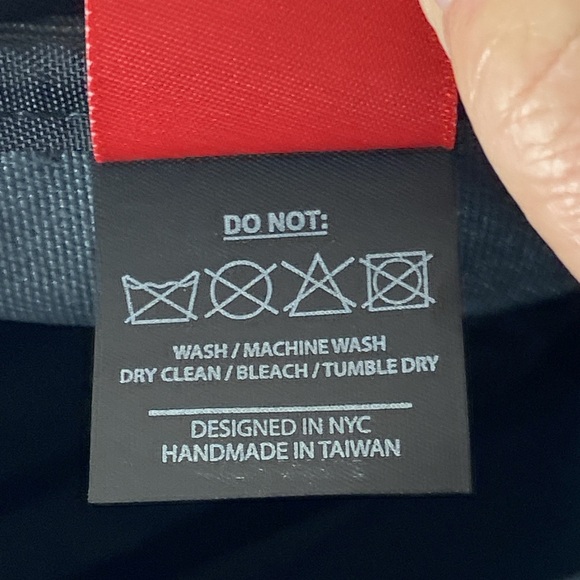 DO NOT:
WASH / MACHINE WASH
DRY CLEAN / BLEACH / TUMBLE DRY
DESIGNED IN NYC
HANDMADE IN TAIWAN